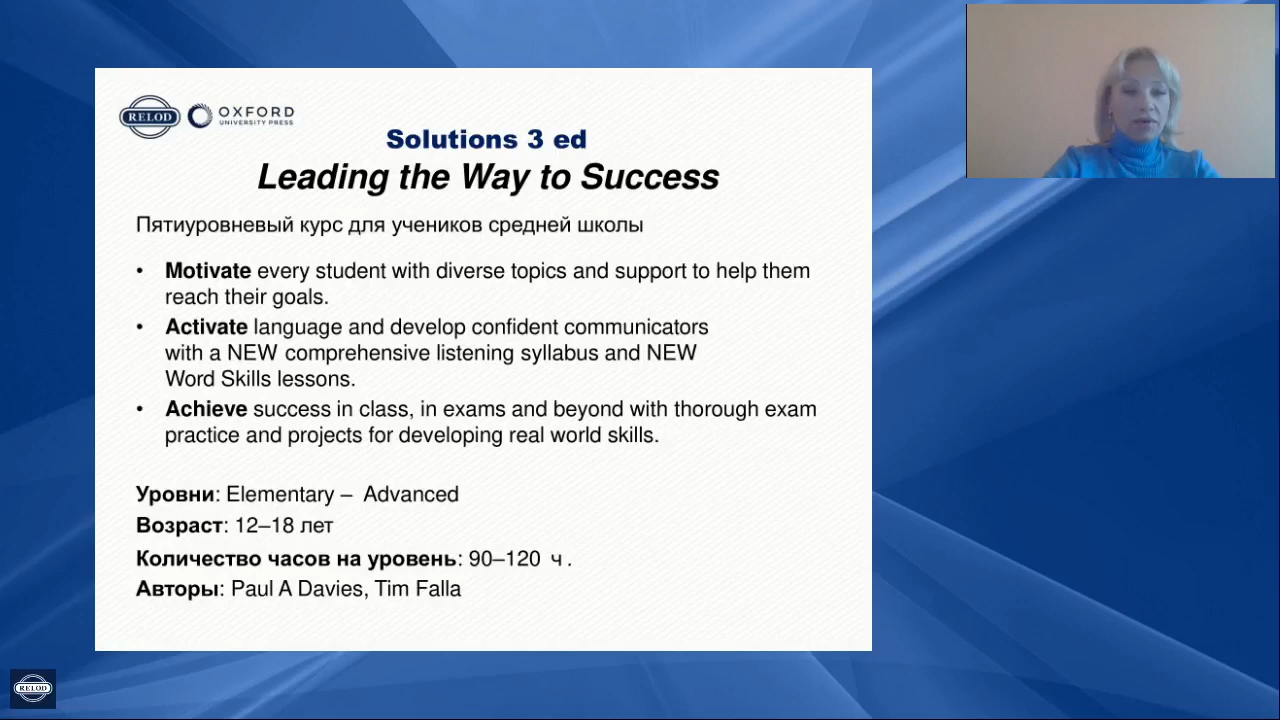 RELOD OXFORD
UNIVERSITY PRESS
Solutions 3 ed
Leading the Way to Success
Пятиуровневый курс для учеников средней школы
• Motivate every student with diverse topics and support to help them
reach their goals.
• Activate language and develop confident communicators
with a NEW comprehensive listening syllabus and NEW
Word Skills lessons.
• Achieve success in class, in exams and beyond with thorough exam
practice and projects for developing real world skills.
Уровни: Elementary – Advanced
Возраст: 12–18 лет
Количество часов на уровень: 90–120 ч .
Авторы: Paul A Davies, Tim Falla
RELOD